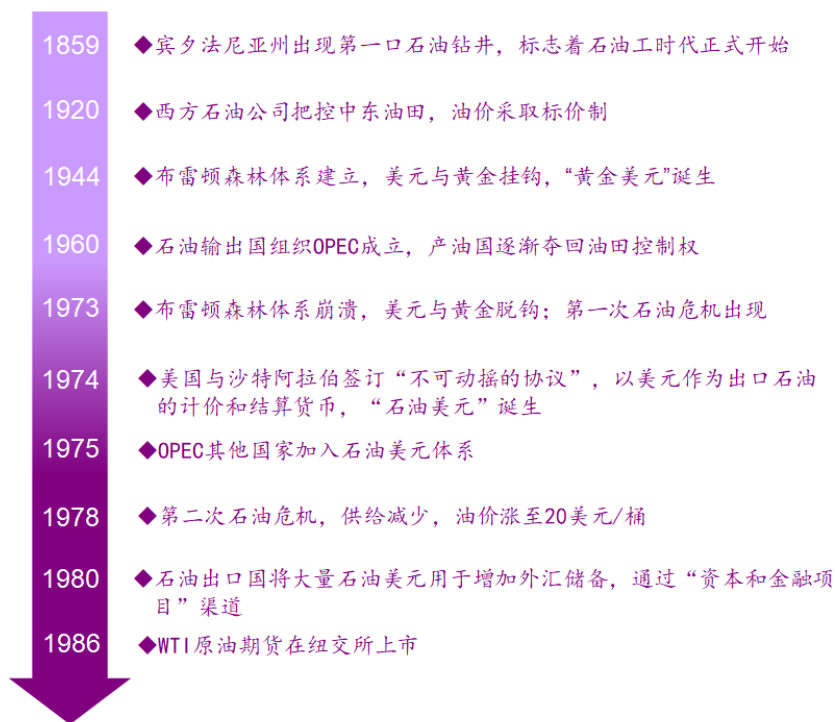 1859 ◆宾夕法尼亚州出现第一口石油钻井，标志着石油工时代正式开始
1920 ◆西方石油公司把控中东油田，油价采取标价制
1944 ◆布雷顿森林体系建立，美元与黄金挂钩，“黄金美元”诞生
1960 ◆石油输出国组织OPEC成立，产油国逐渐夺回油田控制权
1973 ◆布雷顿森林体系崩溃，美元与黄金脱钩；第一次石油危机出现
1974 ◆美国与沙特阿拉伯签订“不可动摇的协议”，以美元作为出口石油
的计价和结算货币，“石油美元”诞生
1975 ◆OPEC其他国家加入石油美元体系
1978 ◆第二次石油危机，供给减少，油价涨至20美元/桶
1980 ◆石油出口国将大量石油美元用于增加外汇储备，通过“资本和金融项
目”渠道
1986 ◆WTI原油期货在纽交所上市